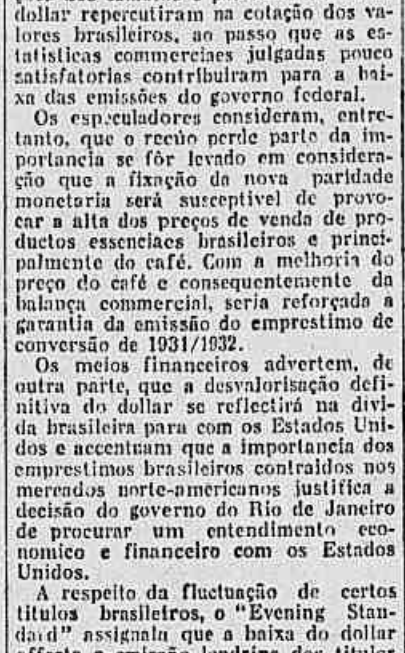 dollar repercutiram na cotação dos va-
lores brasileiros, ao passo que as es-
tatisticas commerciaes julgadas pouco
satisfatorias contribuiram para a bai-
xa das emissões do governo federal.
Os especuladores consideram, entre-
tanto, que o recúo perde parte da im-
portancia se fôr levado em considera-
ção que a fixação da nova paridade
monetaria será susceptivel de provo-
car a alta dos preços de venda de pro-
ductos essenciaes brasileiros e princi-
palmente do café. Com a melhoria do
preço do café e consequentemente da
balança commercial, seria reforçada a
garantia da emissão do emprestimo de
conversão de 1931/1932.
Os meios financeiros advertem, de
outra parte, que a desvalorisação defi-
nitiva do dollar se reflectirá na divi-
da brasileira para com os Estados Uni-
dos e accentuam que a importancia dos
emprestimos brasileiros contraidos nos
mercados norte-americanos justifica a
decisão do governo do Rio de Janeiro
de procurar um entendimento eco-
nomico e financeiro com os Estados
Unidos.
A respeito da fluctuação de certos
titulos brasileiros, o "Evening Stan-
dard" assignala que a baixa do dollar